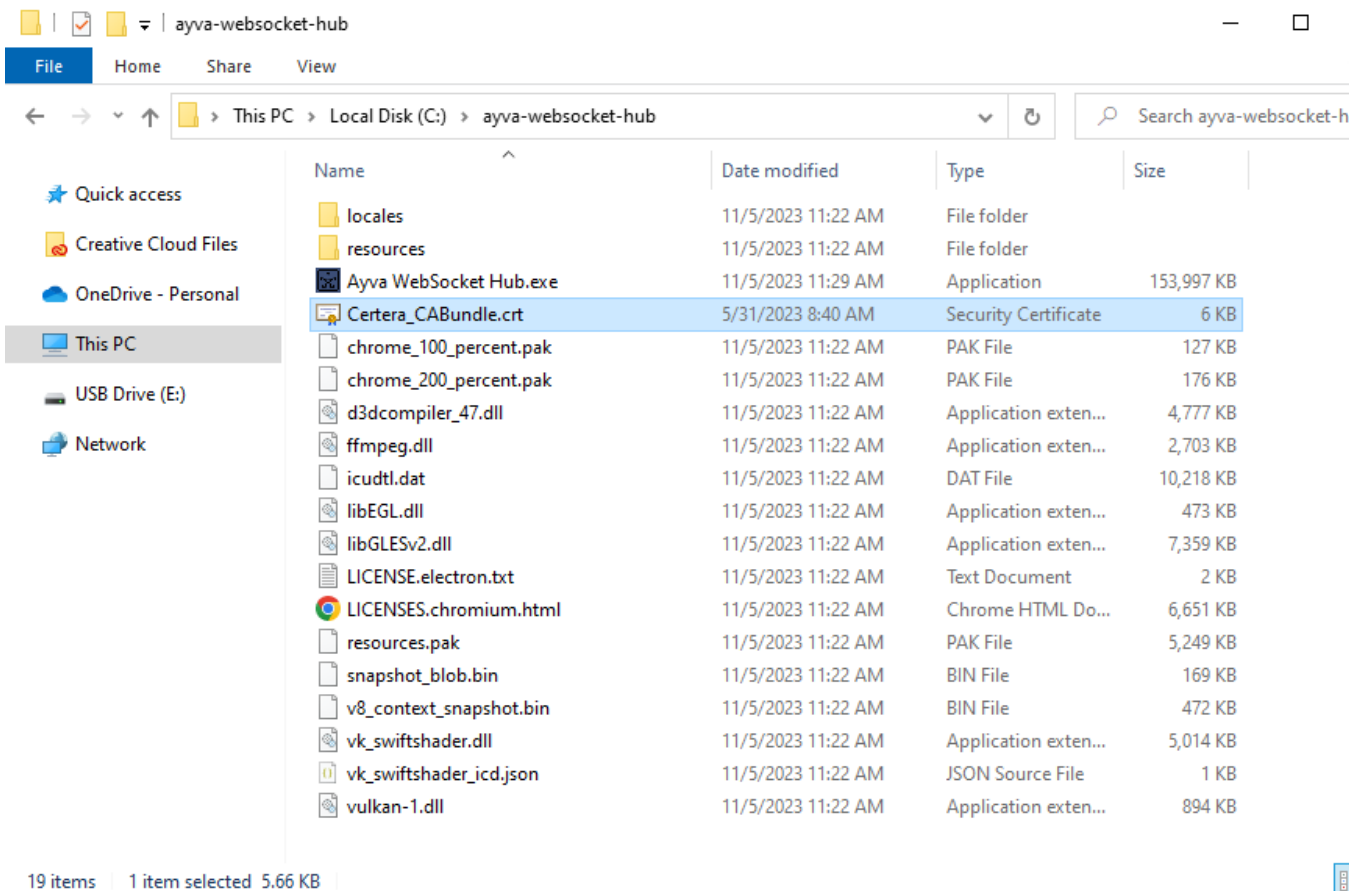 ayva-websocket-hub
File Home Share View
This PC > Local Disk (C:) > ayva-websocket-hub Search ayva-websocket-h
Name Date modified Type Size
Quick access
Creative Cloud Files
OneDrive - Personal
This PC
USB Drive (E:)
Network
locales 11/5/2023 11:22 AM File folder
resources 11/5/2023 11:22 AM File folder
Ayva WebSocket Hub.exe 11/5/2023 11:29 AM Application 153,997 KB
Certera_CABundle.crt 5/31/2023 8:40 AM Security Certificate 6 KB
chrome_100_percent.pak 11/5/2023 11:22 AM PAK File 127 KB
chrome_200_percent.pak 11/5/2023 11:22 AM PAK File 176 KB
d3dcompiler_47.dll 11/5/2023 11:22 AM Application exten... 4,777 KB
ffmpeg.dll 11/5/2023 11:22 AM Application exten... 2,703 KB
icudtl.dat 11/5/2023 11:22 AM DAT File 10,218 KB
libEGL.dll 11/5/2023 11:22 AM Application exten... 473 KB
libGLESv2.dll 11/5/2023 11:22 AM Application exten... 7,359 KB
LICENSE.electron.txt 11/5/2023 11:22 AM Text Document 2 KB
LICENSES.chromium.html 11/5/2023 11:22 AM Chrome HTML Do... 6,651 KB
resources.pak 11/5/2023 11:22 AM PAK File 5,249 KB
snapshot_blob.bin 11/5/2023 11:22 AM BIN File 169 KB
v8_context_snapshot.bin 11/5/2023 11:22 AM BIN File 472 KB
vk_swiftshader.dll 11/5/2023 11:22 AM Application exten... 5,014 KB
vk_swiftshader_icd.json 11/5/2023 11:22 AM JSON Source File 1 KB
vulkan-1.dll 11/5/2023 11:22 AM Application exten... 894 KB
19 items 1 item selected 5.66 KB